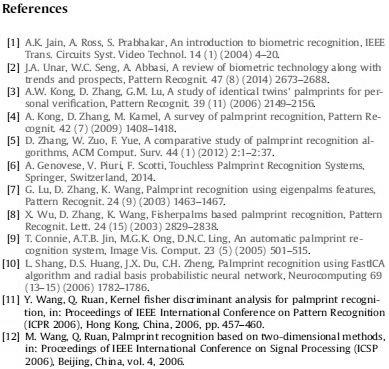 References
[1] A.K. Jain, A. Ross, S. Prabhakar, An introduction to biometric recognition, IEEE
Trans. Circuits Syst. Video Technol. 14 (1) (2004) 4–20.
[2] J.A. Unar, W.C. Seng, A. Abbasi, A review of biometric technology along with
trends and prospects, Pattern Recognit. 47 (8) (2014) 2673–2688.
[3] A.W. Kong, D. Zhang, G.M. Lu, A study of identical twins' palmprints for per-
sonal verification, Pattern Recognit. 39 (11) (2006) 2149–2156.
[4] A. Kong, D. Zhang, M. Kamel, A survey of palmprint recognition, Pattern Re-
cognit. 42 (7) (2009) 1408–1418.
[5] D. Zhang, W. Zuo, F. Yue, A comparative study of palmprint recognition al-
gorithms, ACM Comput. Surv. 44 (1) (2012) 2:1–2:37.
[6] A. Genovese, V. Piuri, F. Scotti, Touchless Palmprint Recognition Systems,
Springer, Switzerland, 2014.
[7] G. Lu, D. Zhang, K. Wang, Palmprint recognition using eigenpalms features,
Pattern Recognit. 24 (9) (2003) 1463–1467.
[8] X. Wu, D. Zhang, K. Wang, Fisherpalms based palmprint recognition, Pattern
Recognit. Lett. 24 (15) (2003) 2829–2838.
[9] T. Connie, A.T.B. Jin, M.G.K. Ong, D.N.C. Ling, An automatic palmprint re-
cognition system, Image Vis. Comput. 23 (5) (2005) 501–515.
[10] L. Shang, D.S. Huang, J.X. Du, C.H. Zheng, Palmprint recognition using FastICA
algorithm and radial basis probabilistic neural network, Neurocomputing 69
(13–15) (2006) 1782–1786.
[11] Y. Wang, Q. Ruan, Kernel fisher discriminant analysis for palmprint recogni-
tion, in: Proceedings of IEEE International Conference on Pattern Recognition
(ICPR 2006), Hong Kong, China, 2006, pp. 457–460.
[12] M. Wang, Q. Ruan, Palmprint recognition based on two-dimensional methods,
in: Proceedings of IEEE International Conference on Signal Processing (ICSP
2006), Beijing, China, vol. 4, 2006.